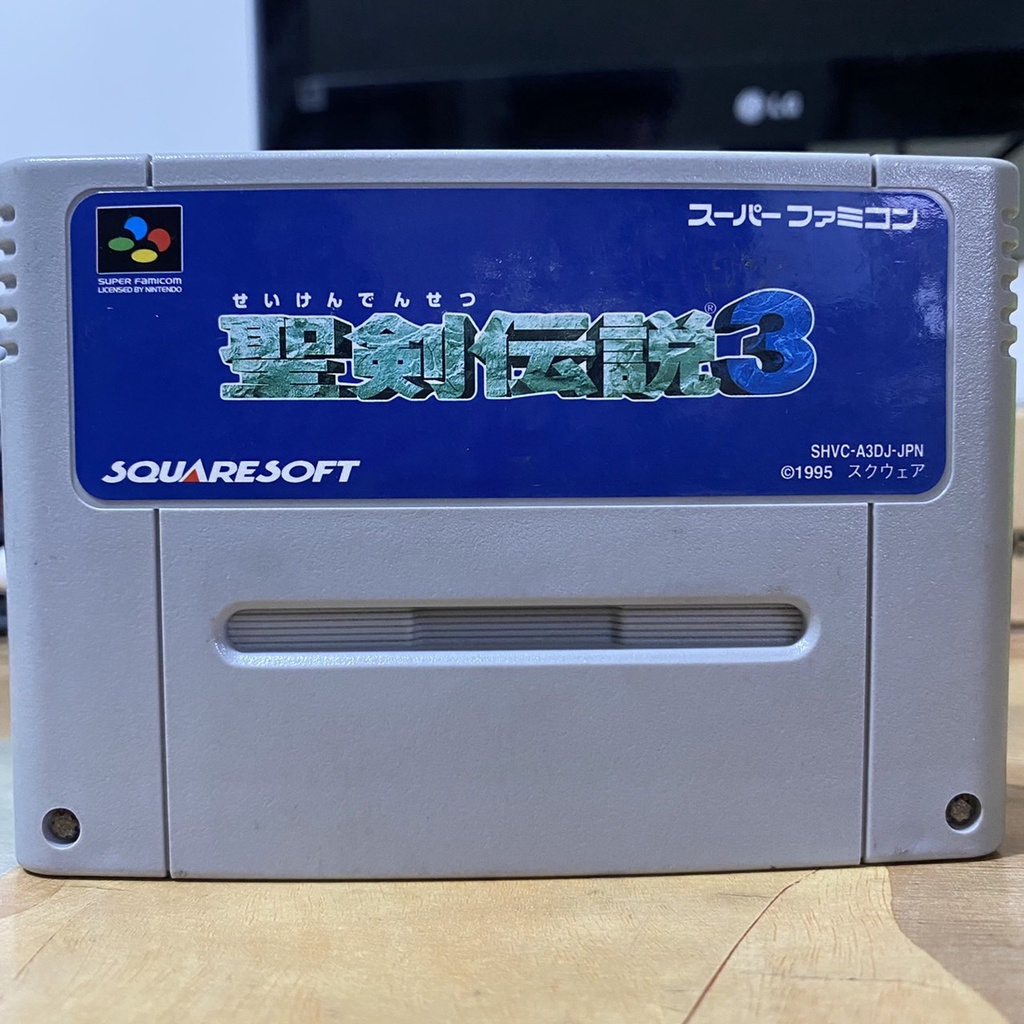 LG
スーパーファミコン
SUPER FAMICOM
LICENSED BY NINTENDO
せいけんでんせつ
聖剣伝説®3
SQUARESOFT
SHVC-A3DJ-JPN
©1995 スクウェア